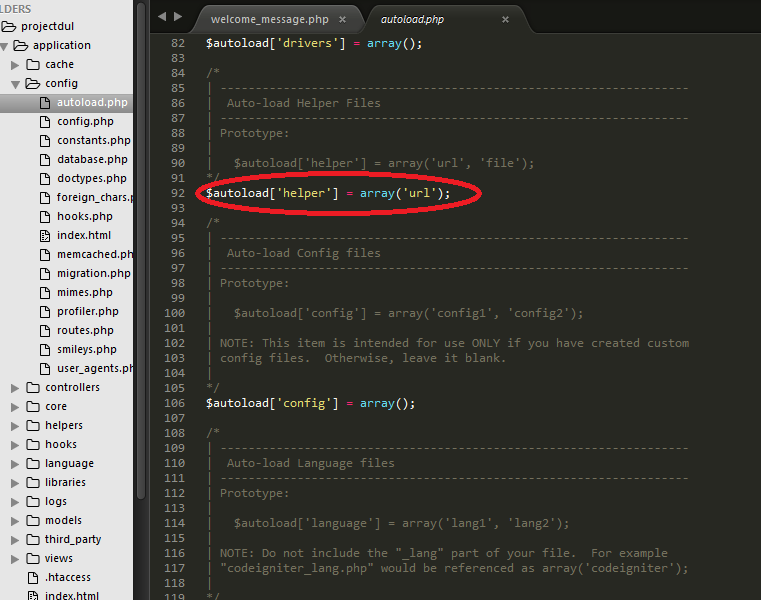 LDERS
projectdul
application
cache
config
autoload.php
config.php
constants.php
database.php
doctypes.php
foreign_chars.p
hooks.php
index.html
memcached.ph
migration.php
mimes.php
profiler.php
routes.php
smileys.php
user_agents.ph
controllers
core
helpers
hooks
language
libraries
logs
models
third_party
views
.htaccess
index.html
welcome_message.php ×
autoload.php ×
82 $autoload['drivers'] = array();
83
84 /*
85 | -------------------------------------------------------------------
86 |  Auto-load Helper Files
87 | -------------------------------------------------------------------
88 | Prototype:
89 |
90 |   $autoload['helper'] = array('url', 'file');
91 */
92 $autoload['helper'] = array('url');
93
94 /*
95 | -------------------------------------------------------------------
96 |  Auto-load Config files
97 | -------------------------------------------------------------------
98 | Prototype:
99 |
100 |   $autoload['config'] = array('config1', 'config2');
101 |
102 | NOTE: This item is intended for use ONLY if you have created custom
103 | config files.  Otherwise, leave it blank.
104 |
105 */
106 $autoload['config'] = array();
107
108 /*
109 | -------------------------------------------------------------------
110 |  Auto-load Language files
111 | -------------------------------------------------------------------
112 | Prototype:
113 |
114 |   $autoload['language'] = array('lang1', 'lang2');
115 |
116 | NOTE: Do not include the "_lang" part of your file.  For example
117 | "codeigniter_lang.php" would be referenced as array('codeigniter');
118 |
119 */